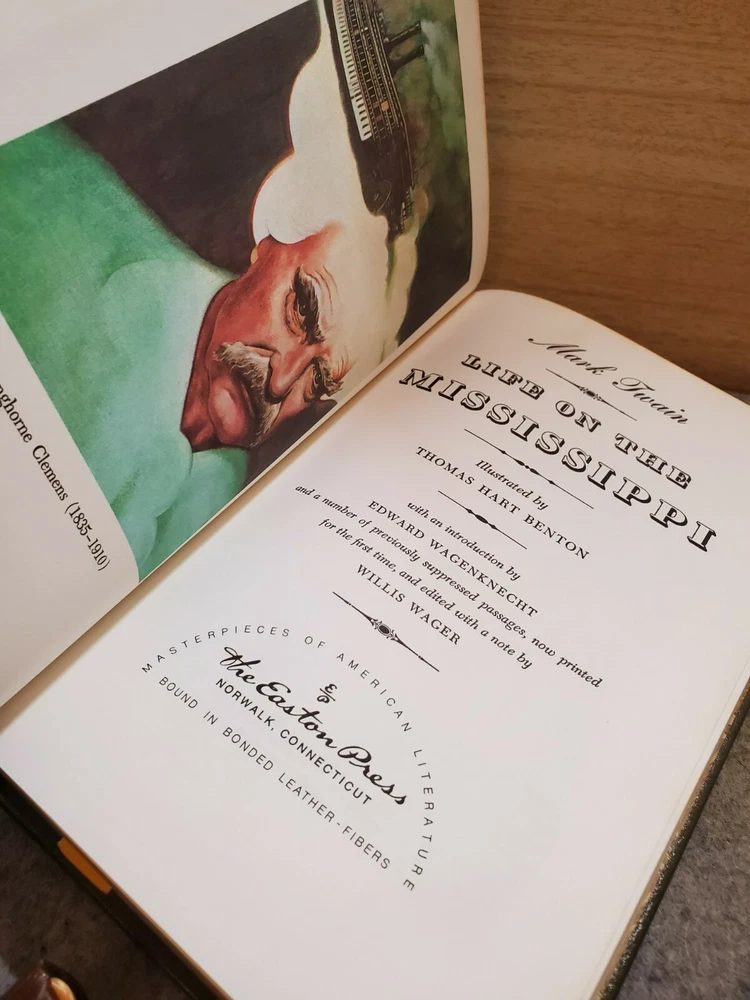 Clemens (1835–1910)
Mark Twain
LIFE ON THE
MISSISSIPPI
Illustrated by
THOMAS HART BENTON
with an introduction by
EDWARD WAGENKNECHT
and a number of previously suppressed passages, now printed
for the first time, and edited with a note by
WILLIS WAGER
MASTERPIECES OF AMERICAN LITERATURE
The Easton Press
NORWALK, CONNECTICUT
BOUND IN BONDED LEATHER-FIBERS